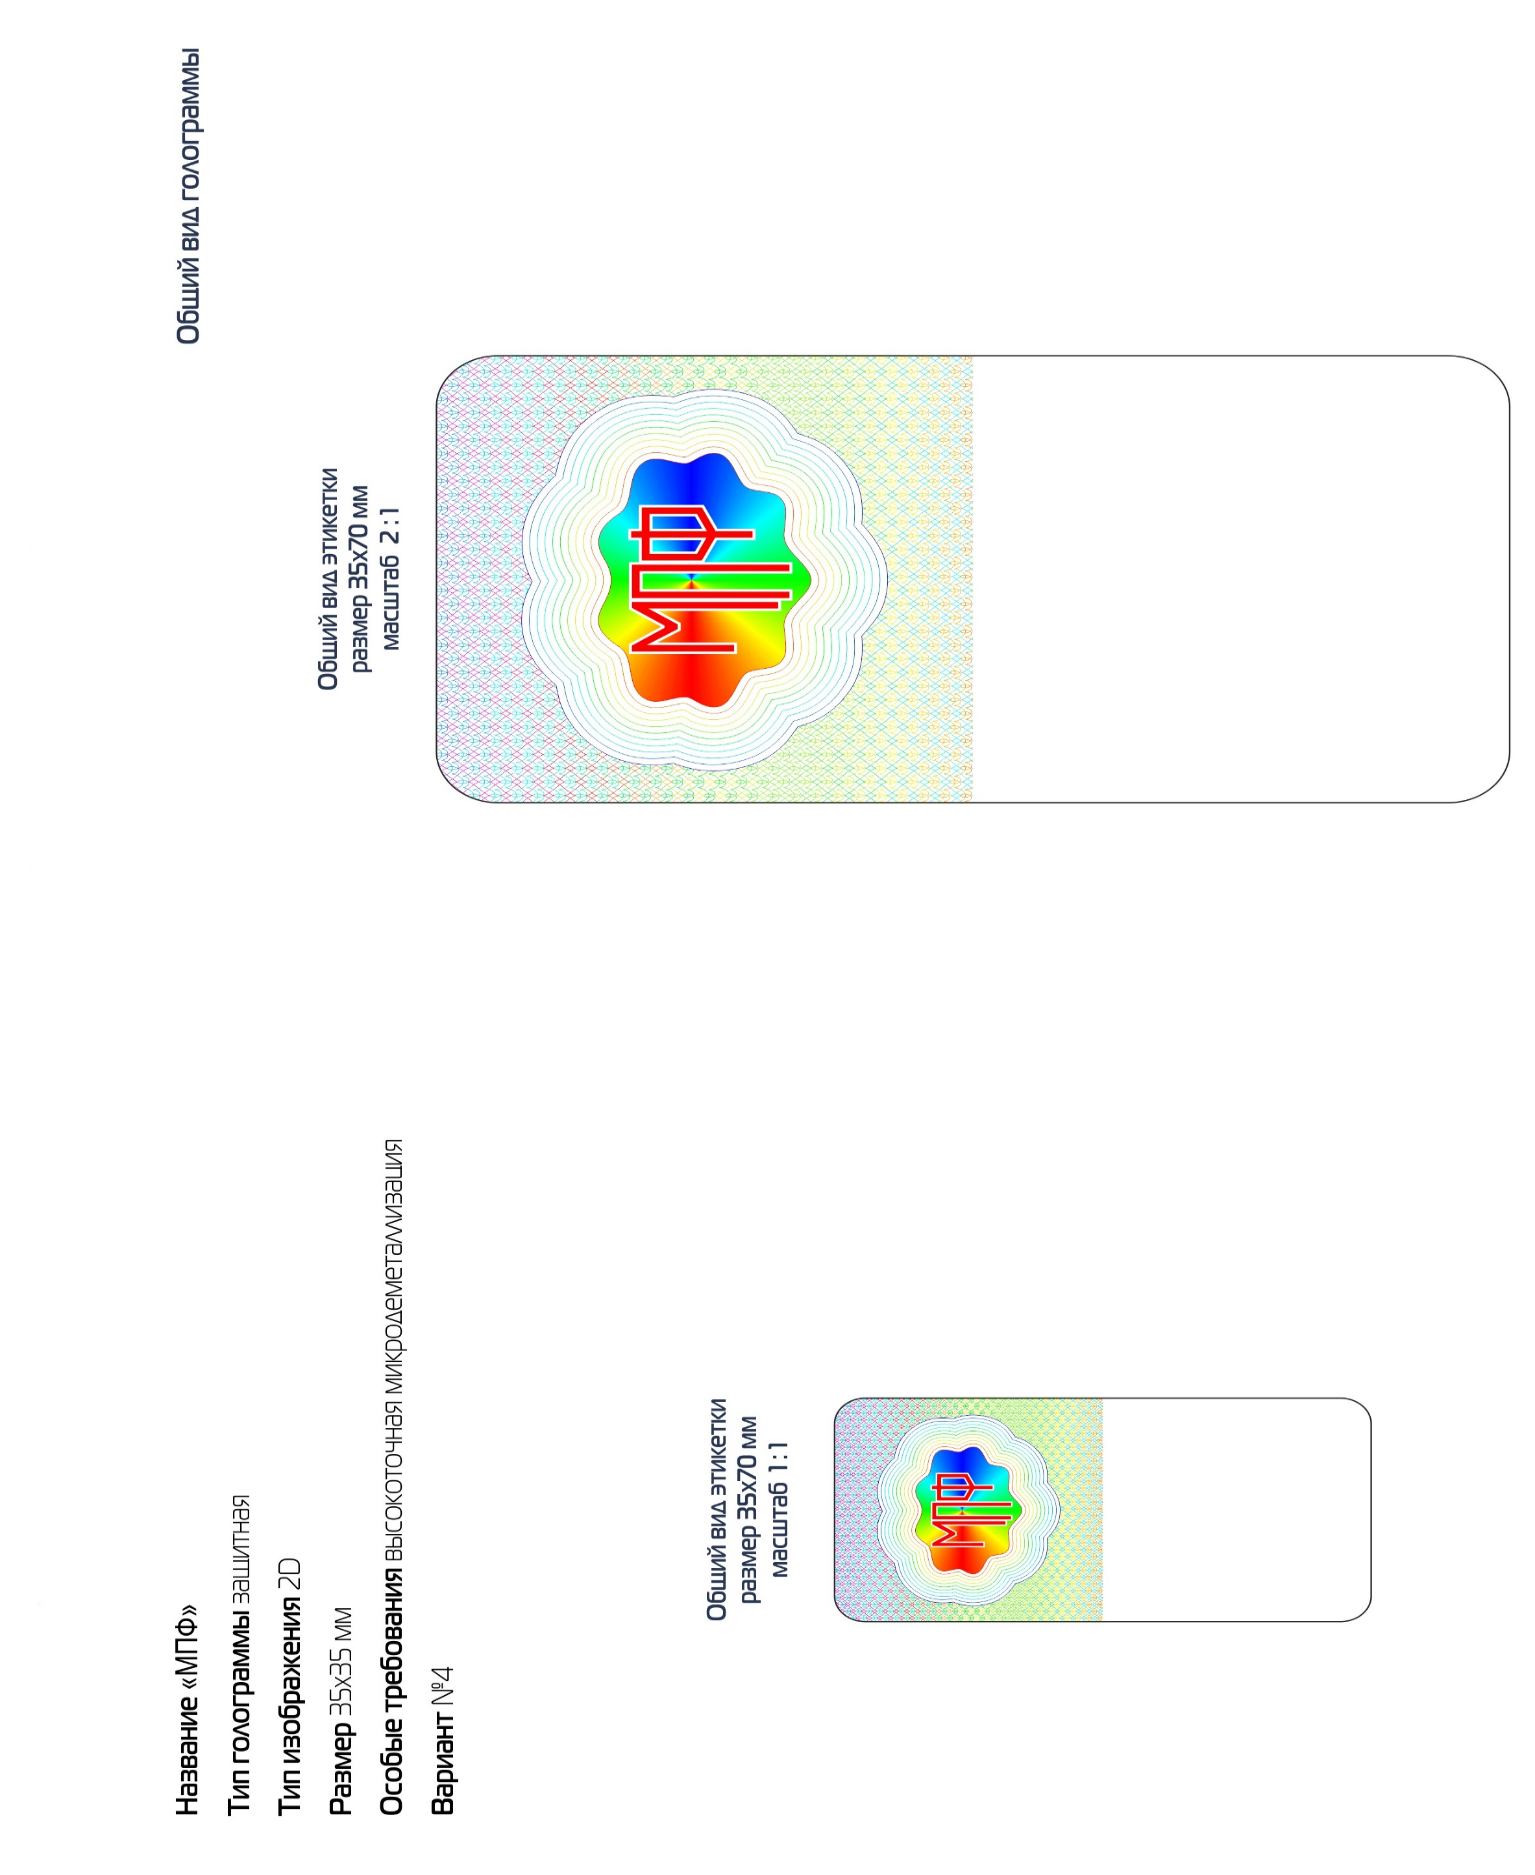 Общий вид голограммы
Название «МПФ»
Тип голограммы защитная
Тип изображения 2D
Размер 35х35 мм
Особые требования высокоточная микродеметаллизация
Вариант №4
Общий вид этикетки
размер 35х70 мм
масштаб 2 : 1
МПФ
Общий вид этикетки
размер 35х70 мм
масштаб 1 : 1
МПФ